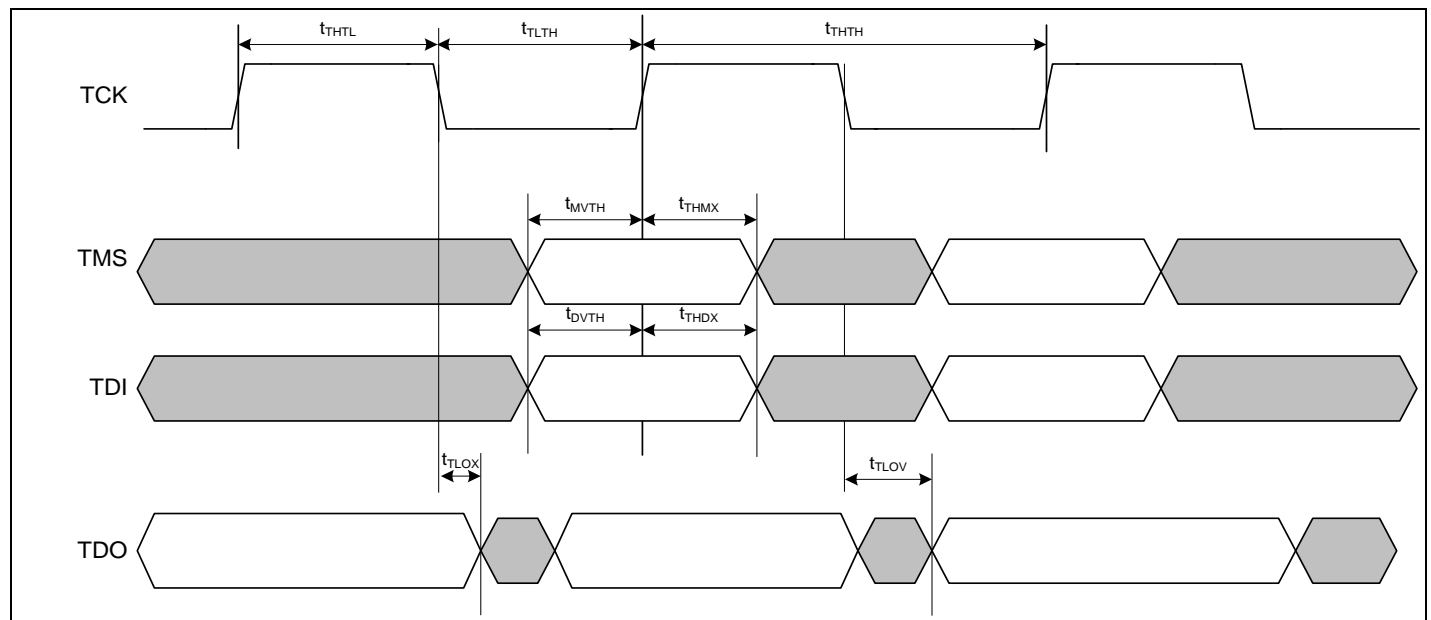 tTHTL tTLTH tTHTH
TCK
tMVTH tTHMX
TMS
tDVTH tTHDX
TDI
tTLOX tTLOV
TDO